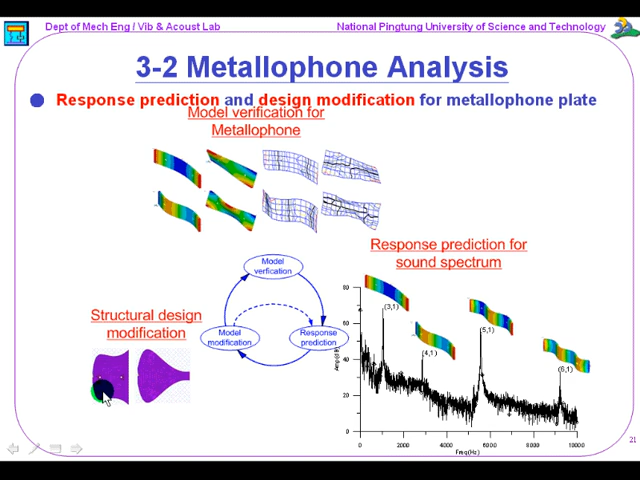 Dept of Mech Eng / Vib & Acoust Lab
National Pingtung University of Science and Technology
3-2 Metallophone Analysis
Response prediction and design modification for metallophone plate
Model verification for
Metallophone
Response prediction for
sound spectrum
Model
verfication
Structural design
modification
Model
modification
Response
prediction
(3,1)
(4,1)
(5,1)
(6,1)
80
60
40
20
0
Amp(dB)
0
2000
4000
6000
8000
10000
Freq(Hz)
21